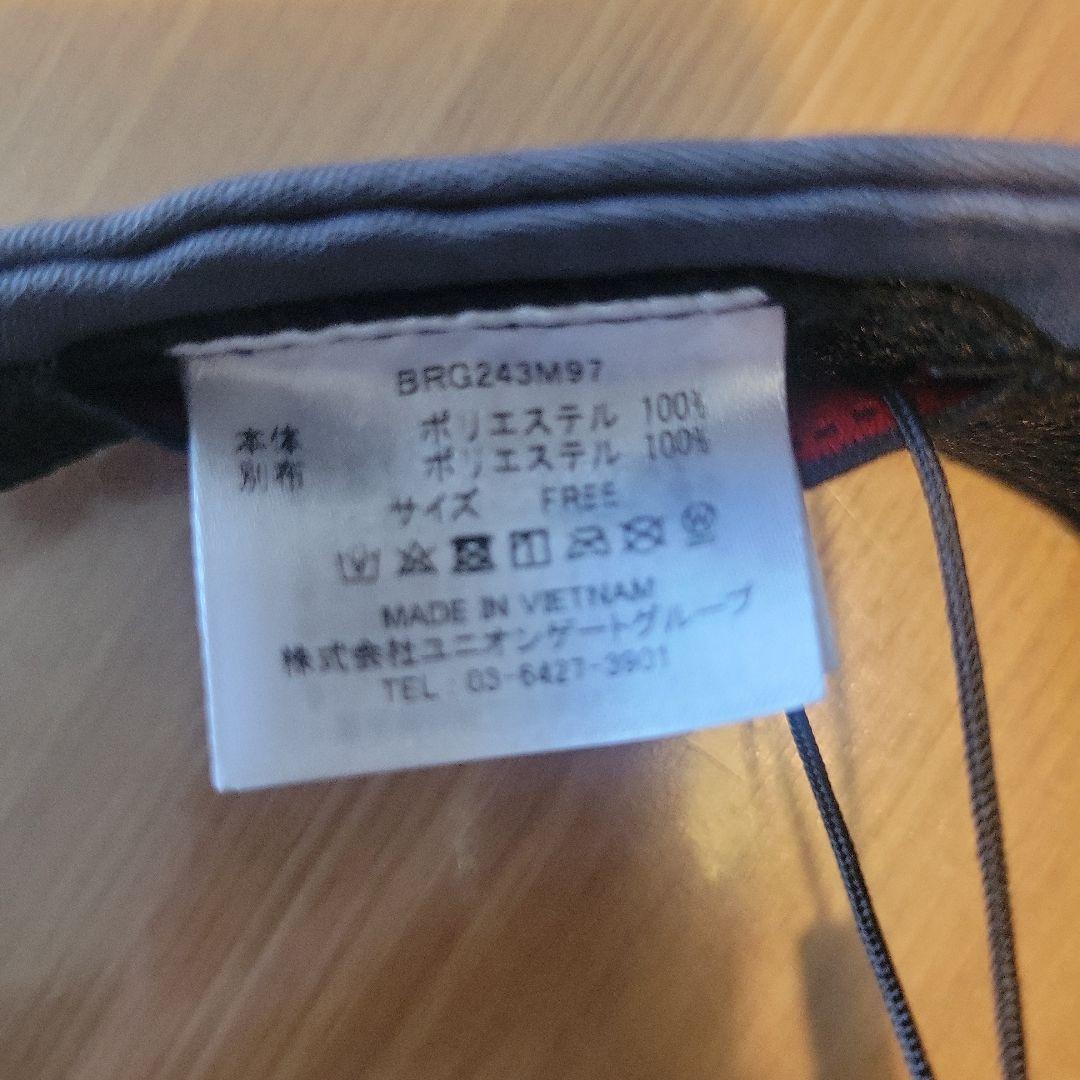 BRG243M97
本体 ポリエステル 100%
別布 ポリエステル 100%
サイズ FREE
MADE IN VIETNAM
株式会社ユニオンゲートグループ
TEL : 03-6427-3901